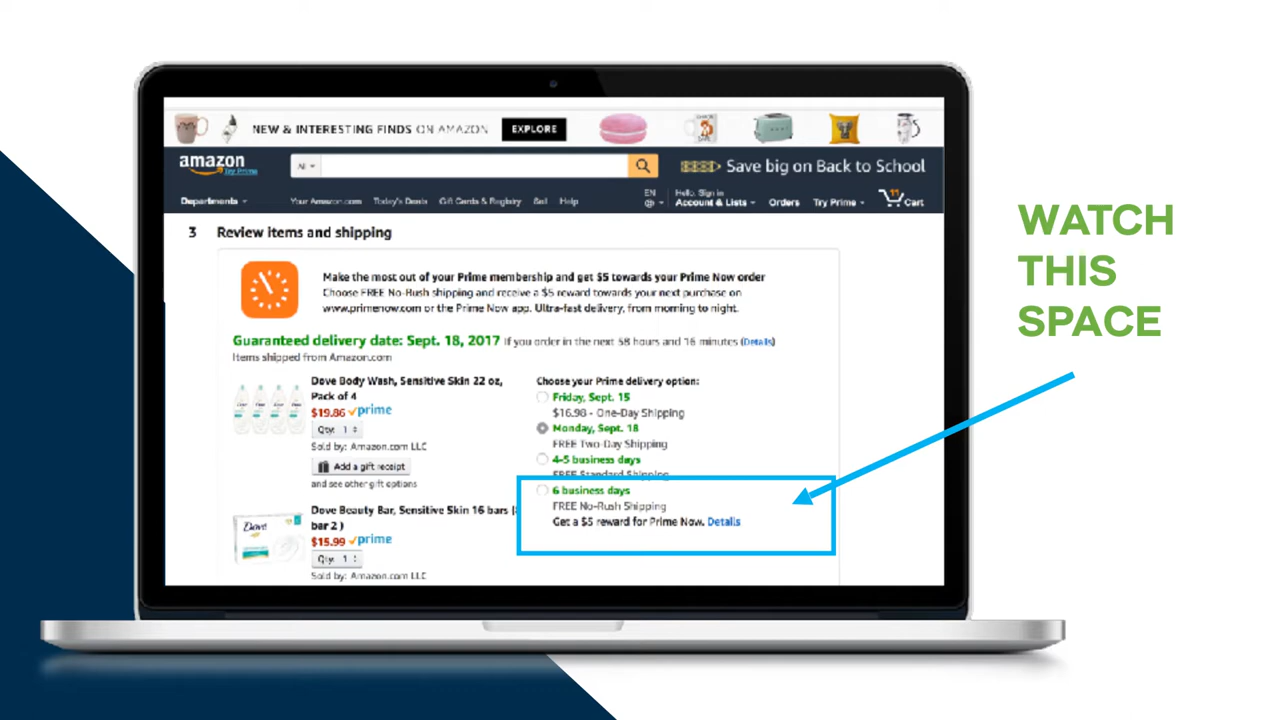 NEW & INTERESTING FINDS ON AMAZON
EXPLORE
amazon
Try Prime
All
Save big on Back to School
Departments
Your Amazon.com
Today's Deals
Gift Cards & Registry
Sell
Help
EN
Hello. Sign in
Account & Lists
Orders
Try Prime
11
Cart
3 Review items and shipping
Make the most out of your Prime membership and get $5 towards your Prime Now order
Choose FREE No-Rush shipping and receive a $5 reward towards your next purchase on
www.primenow.com or the Prime Now app. Ultra-fast delivery, from morning to night.
Guaranteed delivery date: Sept. 18, 2017 If you order in the next 58 hours and 16 minutes (Details)
Items shipped from Amazon.com
Dove Body Wash, Sensitive Skin 22 oz,
Pack of 4
$19.86 prime
Qty: 1
Sold by: Amazon.com LLC
Add a gift receipt
and see other gift options
Dove Beauty Bar, Sensitive Skin 16 bars (8
bar 2 )
$15.99 prime
Qty: 1
Sold by: Amazon.com LLC
Dove
Choose your Prime delivery option:
Friday, Sept. 15
$16.98 - One-Day Shipping
Monday, Sept. 18
FREE Two-Day Shipping
4-5 business days
FREE Standard Shipping
6 business days
FREE No-Rush Shipping
Get a $5 reward for Prime Now. Details
WATCH
THIS
SPACE